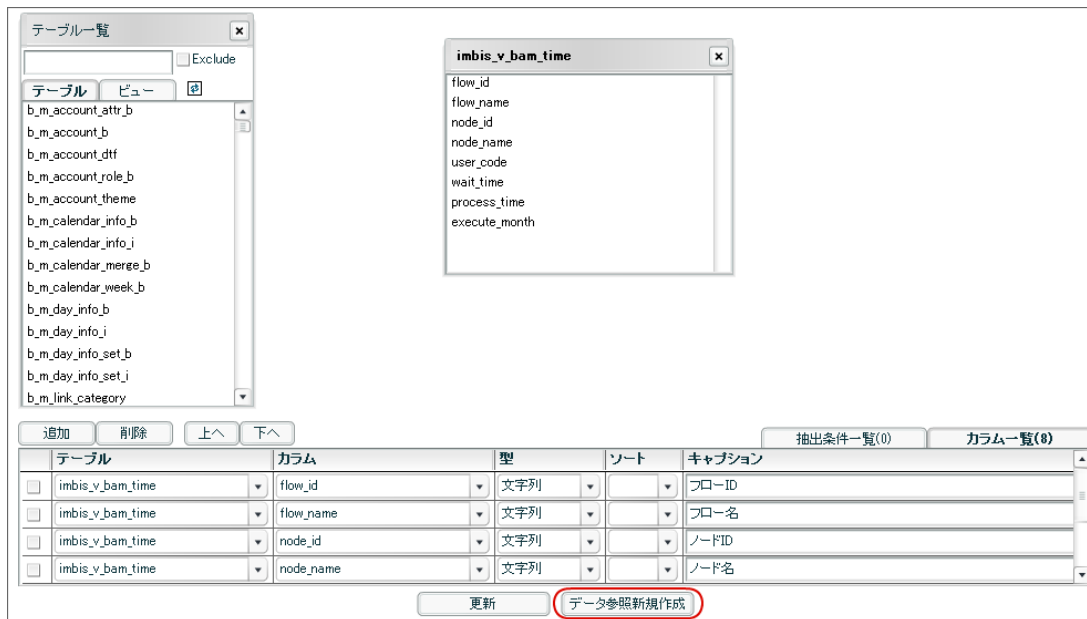 テーブル一覧
Exclude
テーブル ビュー
b_m_account_attr_b
b_m_account_b
b_m_account_dtf
b_m_account_role_b
b_m_account_theme
b_m_calendar_info_b
b_m_calendar_info_i
b_m_calendar_merge_b
b_m_calendar_week_b
b_m_day_info_b
b_m_day_info_i
b_m_day_info_set_b
b_m_day_info_set_i
b_m_link_category
imbis_v_bam_time
flow_id
flow_name
node_id
node_name
user_code
wait_time
process_time
execute_month
追加 削除 上へ 下へ 抽出条件一覧(0) カラム一覧(8)
テーブル カラム 型 ソート キャプション
imbis_v_bam_time flow_id 文字列 フローID
imbis_v_bam_time flow_name 文字列 フロー名
imbis_v_bam_time node_id 文字列 ノードID
imbis_v_bam_time node_name 文字列 ノード名
更新 データ参照新規作成